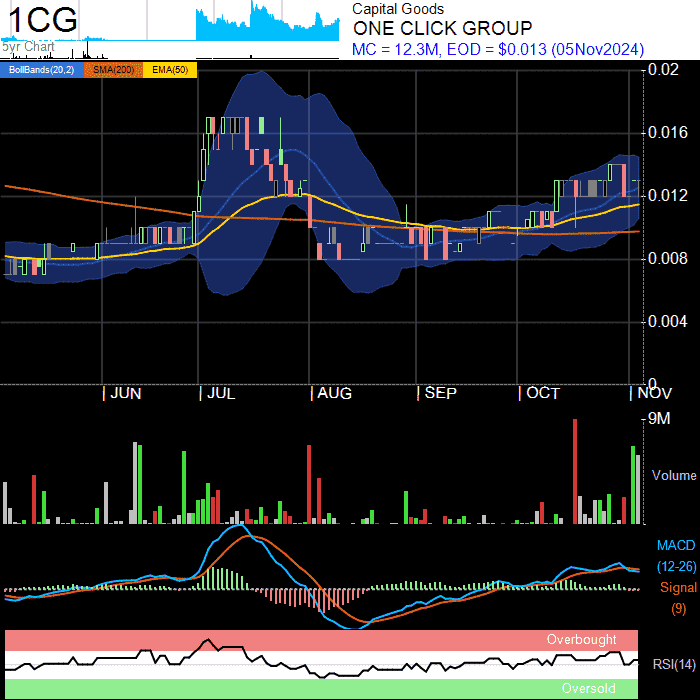 1CG
5yr Chart
Capital Goods
ONE CLICK GROUP
MC = 12.3M, EOD = $0.013 (05Nov2024)
BollBands(20,2) SMA(200) EMA(50)
0.02
0.016
0.012
0.008
0.004
0
JUN JUL AUG SEP OCT NOV
9M
Volume
MACD
(12-26)
Signal
(9)
Overbought
RSI(14)
Oversold